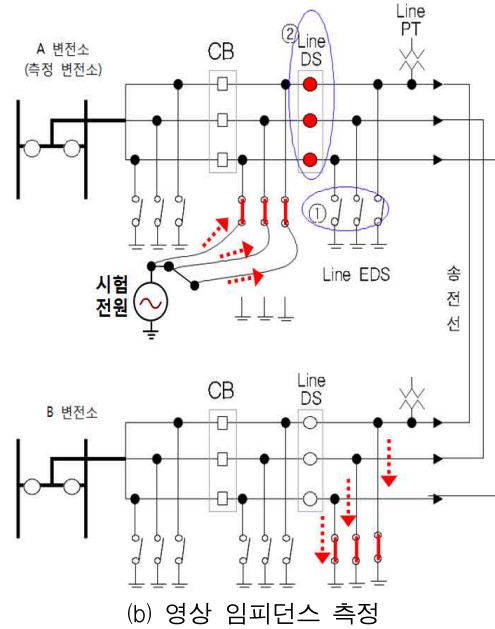 Line
PT
②
Line
DS
CB
A 변전소
(측정 변전소)
①
Line EDS
시험
전원
송
전
선
CB
Line
DS
B 변전소
(b) 영상 임피던스 측정